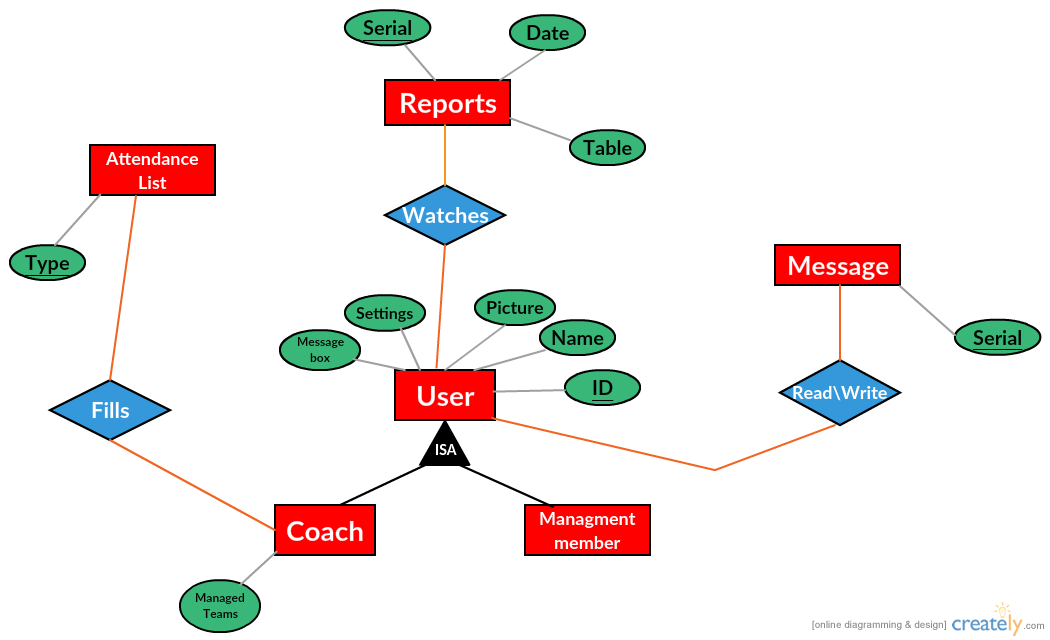 Serial
Date
Reports
Table
Attendance
List
Watches
Type
Message
Settings
Picture
Name
Serial
Message
box
User
ID
Read\Write
Fills
ISA
Coach
Managment
member
Managed
Teams
[online diagramming & design] creately.com